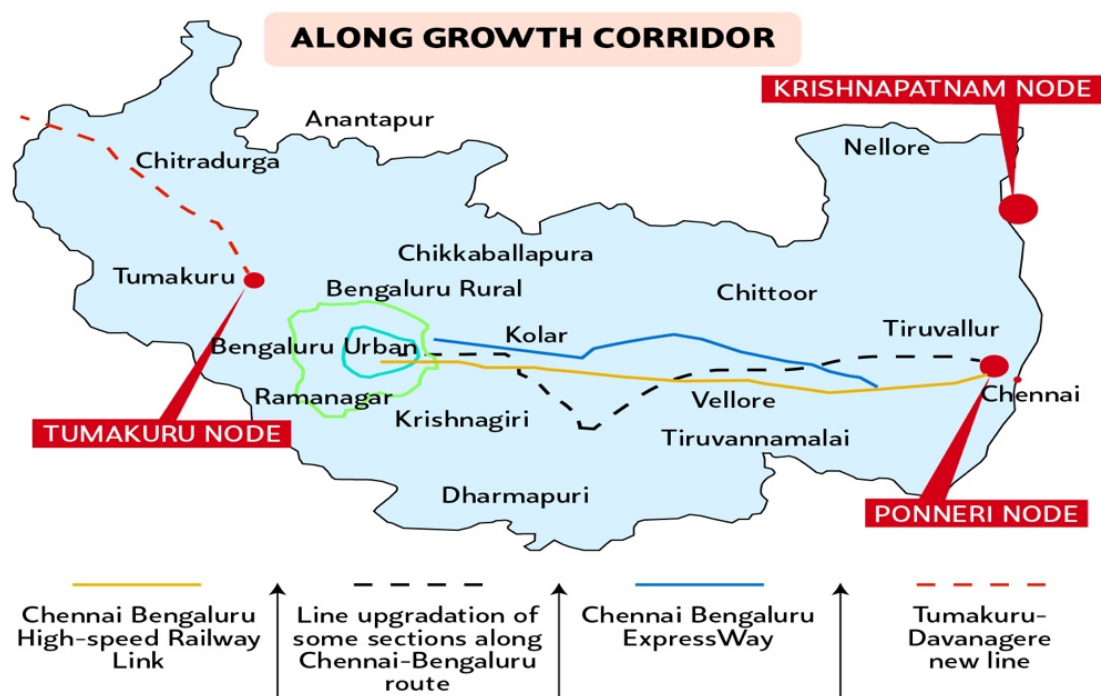 ALONG GROWTH CORRIDOR
KRISHNAPATNAM NODE
Anantapur
Nellore
Chitradurga
Chikkaballapura
Tumakuru
Bengaluru Rural
Chittoor
Kolar
Tiruvallur
Bengaluru Urban
Ramanagar
Vellore
Chennai
Krishnagiri
TUMAKURU NODE
Tiruvannamalai
Dharmapuri
PONNERI NODE
Chennai Bengaluru
High-speed Railway
Link
Line upgradation of
some sections along
Chennai-Bengaluru
route
Chennai Bengaluru
ExpressWay
Tumakuru-
Davanagere
new line